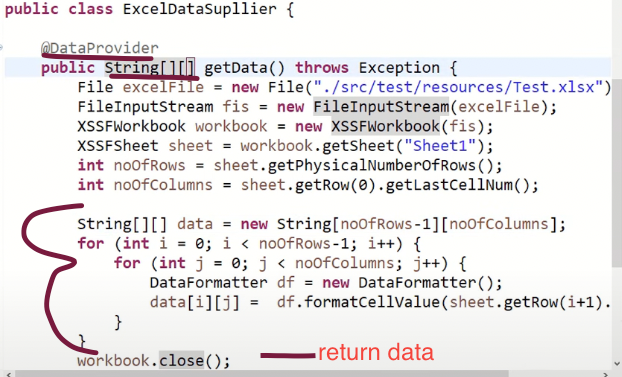 public class ExcelDataSupllier {
@DataProvider
public String[][] getData() throws Exception {
File excelFile = new File("./src/test/resources/Test.xlsx")
FileInputStream fis = new FileInputStream(excelFile);
XSSFWorkbook workbook = new XSSFWorkbook(fis);
XSSFSheet sheet = workbook.getSheet("Sheet1");
int noOfRows = sheet.getPhysicalNumberOfRows();
int noOfColumns = sheet.getRow(0).getLastCellNum();
String[][] data = new String[noOfRows-1][noOfColumns];
for (int i = 0; i < noOfRows-1; i++) {
for (int j = 0; j < noOfColumns; j++) {
DataFormatter df = new DataFormatter();
data[i][j] = df.formatCellValue(sheet.getRow(i+1).
}
}
workbook.close(); return data